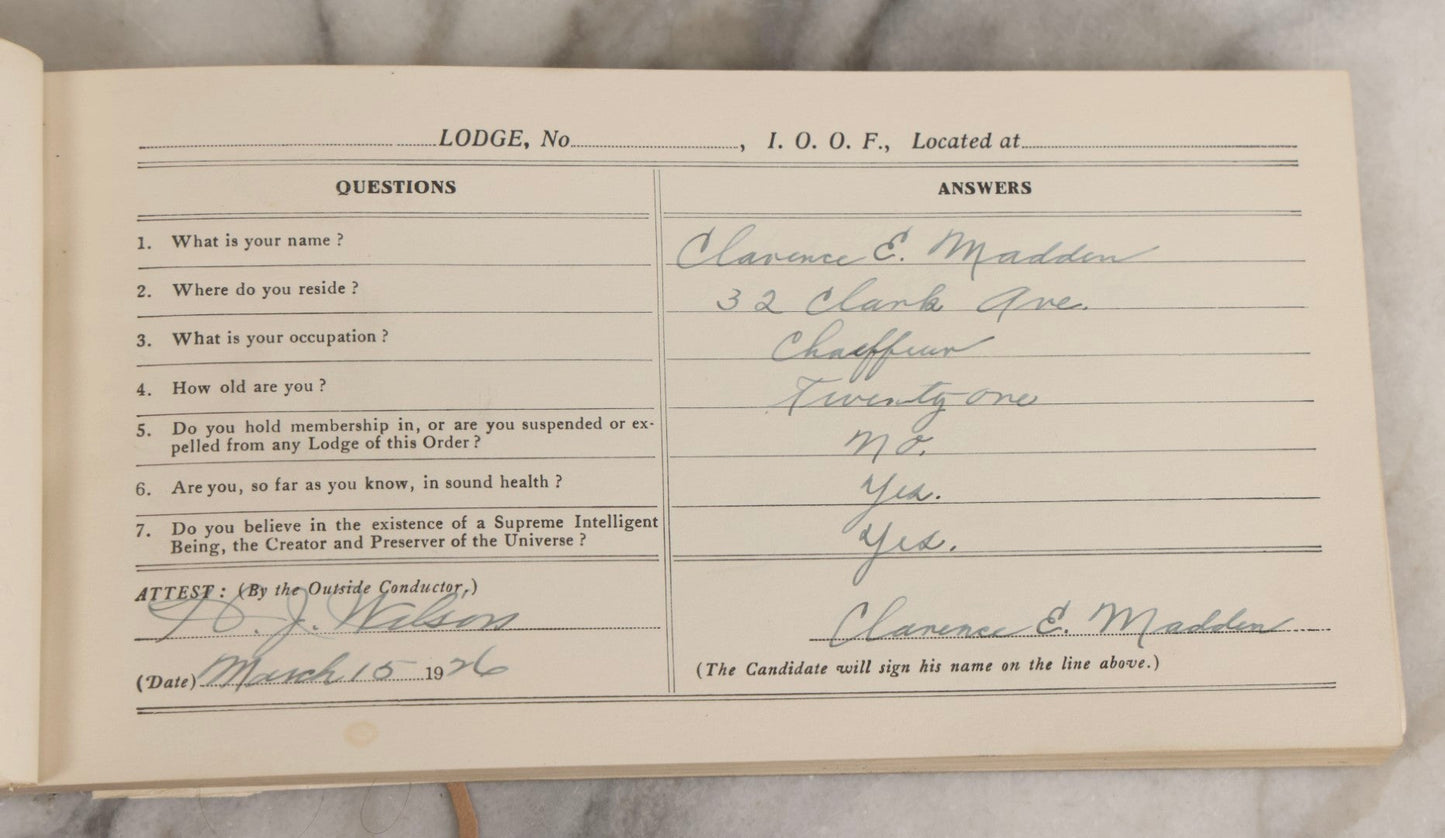 LODGE, No. , I. O. O. F., Located at
QUESTIONS ANSWERS
1. What is your name ? Clarence E. Madden
2. Where do you reside ? 32 Clark Ave.
3. What is your occupation ? Chaeffeur
4. How old are you ? Twenty one
5. Do you hold membership in, or are you suspended or ex-
pelled from any Lodge of this Order ? No.
6. Are you, so far as you know, in sound health ? Yes.
7. Do you believe in the existence of a Supreme Intelligent
Being, the Creator and Preserver of the Universe ? Yes.
ATTEST : (By the Outside Conductor,)
J. Wilson Clarence E. Madden
(Date) March 15 1926 (The Candidate will sign his name on the line above.)